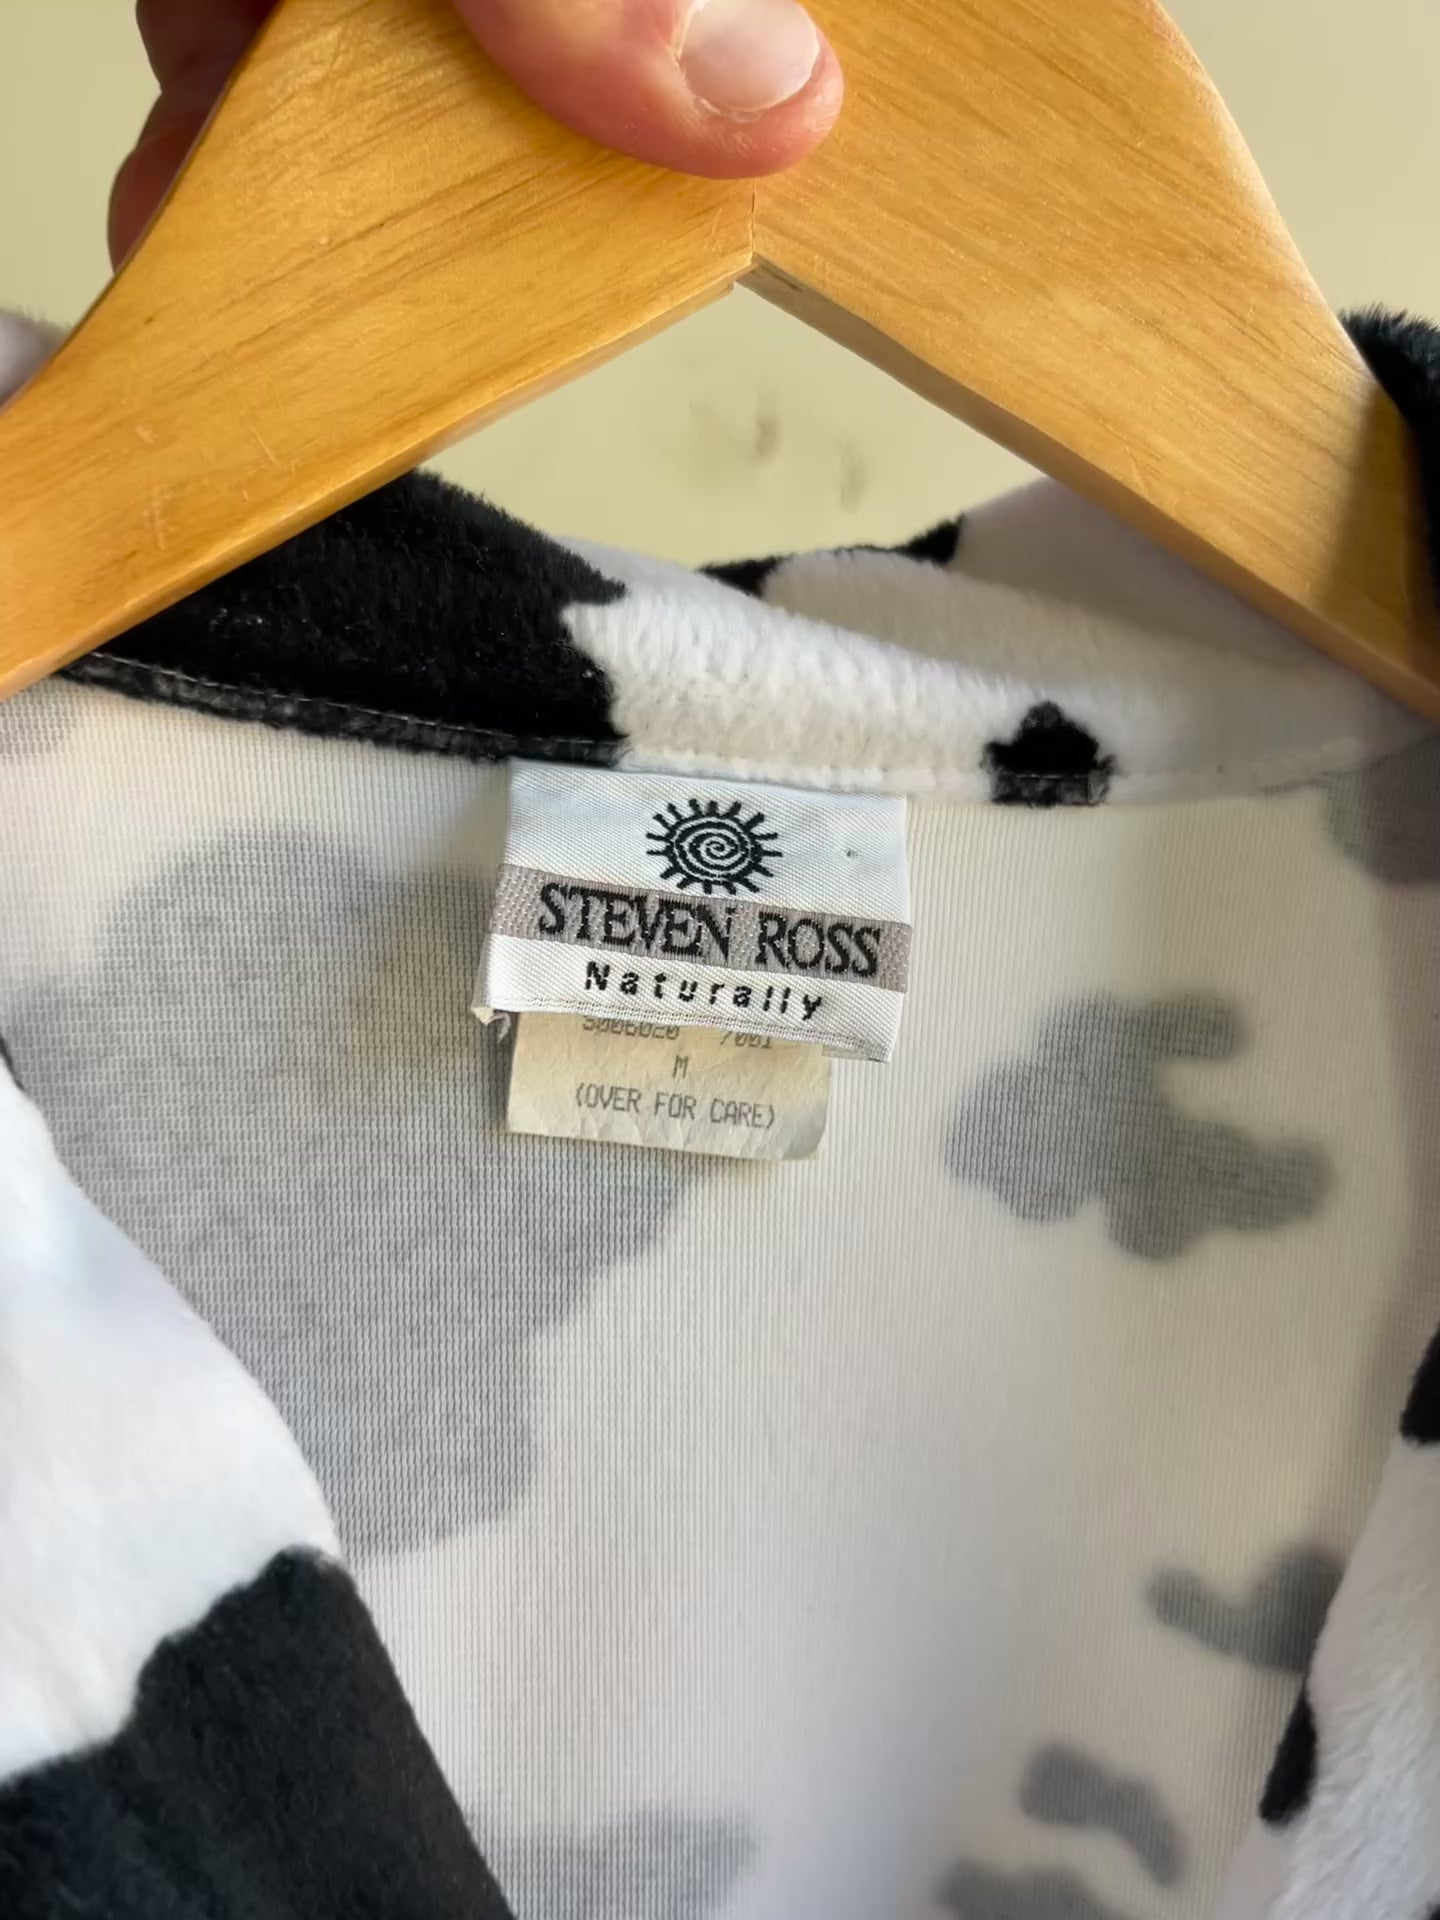 STEVEN ROSS
Naturally
M
(OVER FOR CARE)